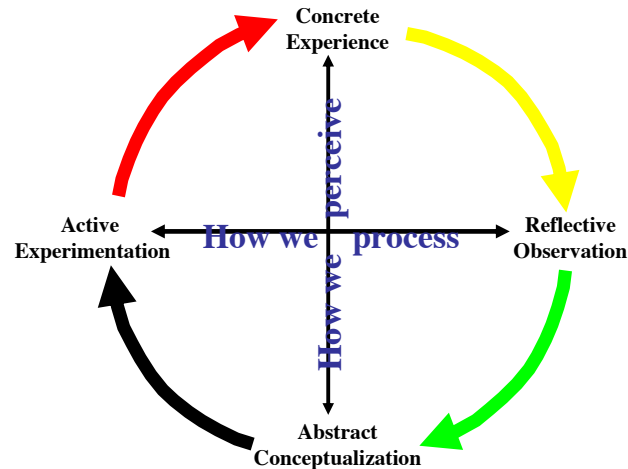 Concrete
Experience
How we perceive
Active
Experimentation
How we process
Reflective
Observation
Abstract
Conceptualization